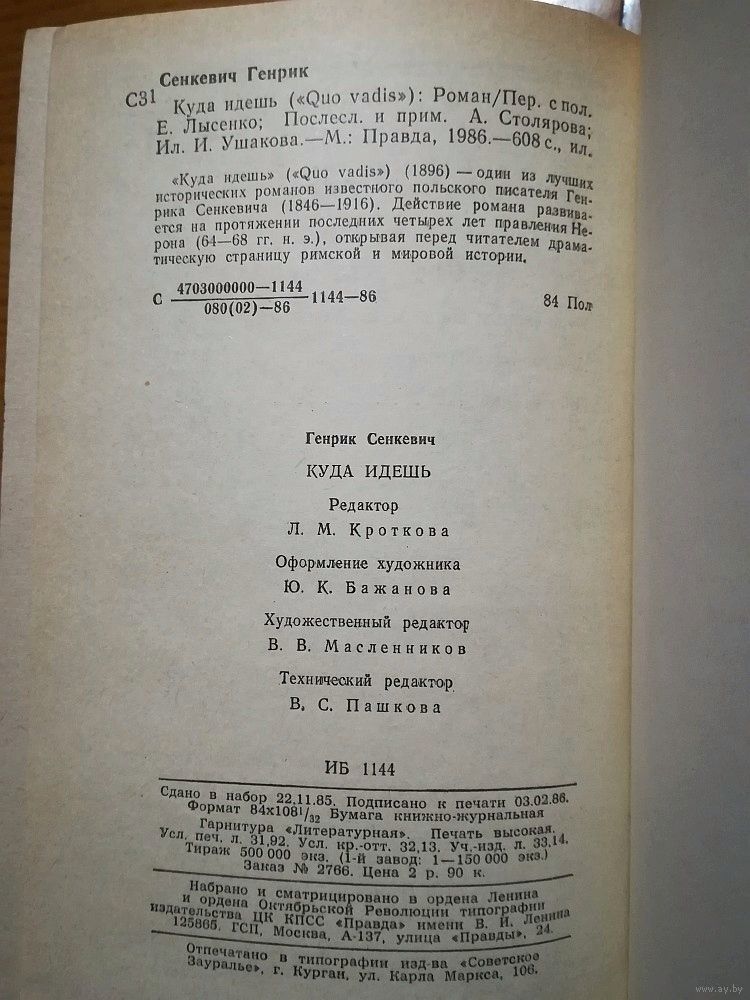 Сенкевич Генрик
С31
Куда идешь («Quo vadis»): Роман/Пер. с пол.
Е. Лысенко; Послесл. и прим. А. Столярова;
Ил. И. Ушакова.—М.: Правда, 1986.—608 с., ил.
«Куда идешь» («Quo vadis») (1896) — один из лучших
исторических романов известного польского писателя Ген-
рика Сенкевича (1846—1916). Действие романа развива-
ется на протяжении последних четырех лет правления Не-
рона (64—68 гг. н. э.), открывая перед читателем драма-
тическую страницу римской и мировой истории.
4703000000—1144
С 1144—86 84 Пол
080(02)—86
Генрик Сенкевич
КУДА ИДЕШЬ
Редактор
Л. М. Кроткова
Оформление художника
Ю. К. Бажанова
Художественный редактор
В. В. Масленников
Технический редактор
В. С. Пашкова
ИБ 1144
Сдано в набор 22.11.85. Подписано к печати 03.02.86.
Формат 84х108¹/₃₂ Бумага книжно-журнальная
Гарнитура «Литературная». Печать высокая.
Усл. печ. л. 31,92. Усл. кр.-отт. 32,13. Уч.-изд. л. 33,14.
Тираж 500 000 экз. (1-й завод: 1—150 000 экз.)
Заказ № 2766. Цена 2 р. 90 к.
Набрано и сматрицировано в ордена Ленина
и ордена Октябрьской Революции типографии
издательства ЦК КПСС «Правда» имени В. И. Ленина
125865. ГСП, Москва, А-137, улица «Правды», 24.
Отпечатано в типографии изд-ва «Советское
Зауралье», г. Курган, ул. Карла Маркса, 106.
www.ay.by